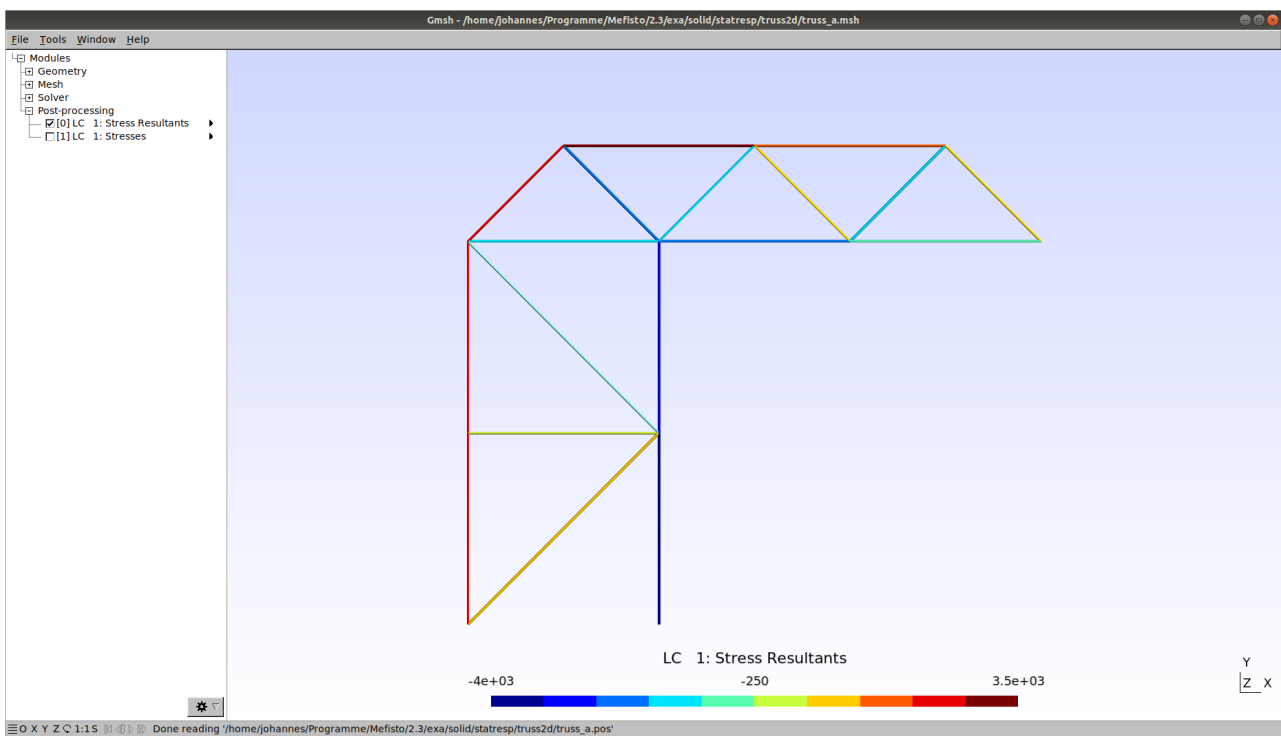 Gmsh - /home/johannes/Programme/Mefisto/2.3/exa/solid/statresp/truss2d/truss_a.msh
File Tools Window Help
Modules
Geometry
Mesh
Solver
Post-processing
[0] LC 1: Stress Resultants
[1] LC 1: Stresses
LC 1: Stress Resultants
-4e+03 -250 3.5e+03
Y
Z X
O X Y Z 1:1 S Done reading '/home/johannes/Programme/Mefisto/2.3/exa/solid/statresp/truss2d/truss_a.pos'